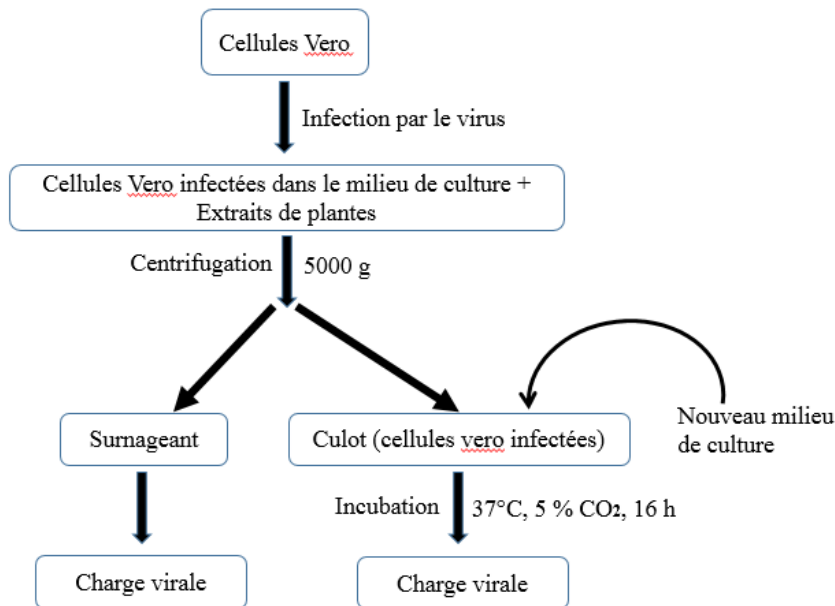 Cellules Vero
Infection par le virus
Cellules Vero infectées dans le milieu de culture +
Extraits de plantes
Centrifugation
5000 g
Surnageant
Culot (cellules vero infectées)
Nouveau milieu
de culture
Incubation
37°C, 5 % CO2, 16 h
Charge virale
Charge virale